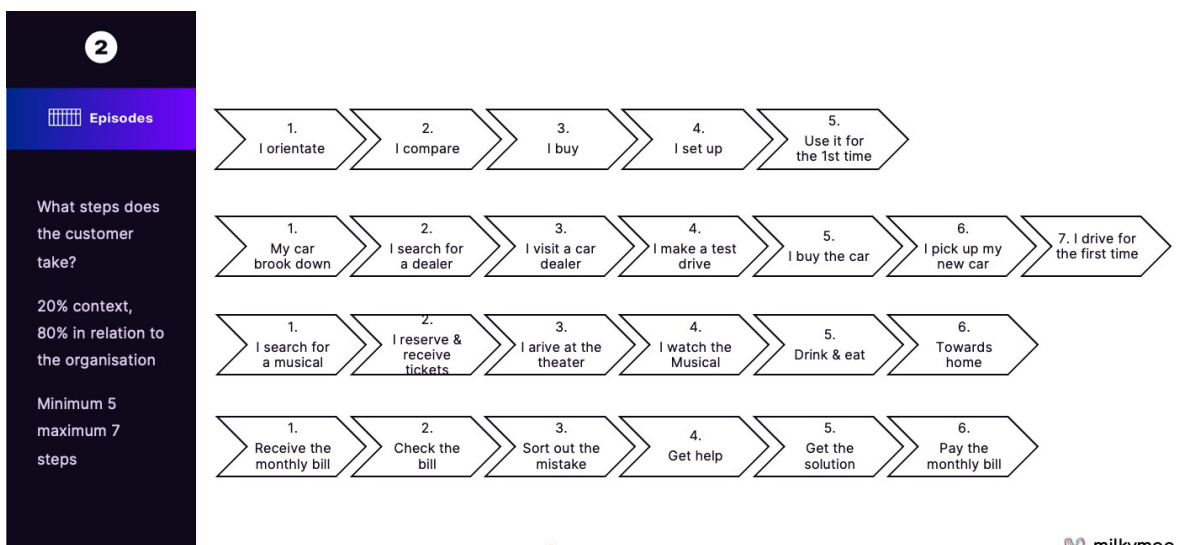 2
Episodes
What steps does
the customer
take?
20% context,
80% in relation to
the organisation
Minimum 5
maximum 7
steps
1.
I orientate
2.
I compare
3.
I buy
4.
I set up
5.
Use it for
the 1st time
1.
My car
brook down
2.
I search for
a dealer
3.
I visit a car
dealer
4.
I make a test
drive
5.
I buy the car
6.
I pick up my
new car
7. I drive for
the first time
1.
I search for
a musical
2.
I reserve &
receive
tickets
3.
I arive at the
theater
4.
I watch the
Musical
5.
Drink & eat
6.
Towards
home
1.
Receive the
monthly bill
2.
Check the
bill
3.
Sort out the
mistake
4.
Get help
5.
Get the
solution
6.
Pay the
monthly bill
milkymoo